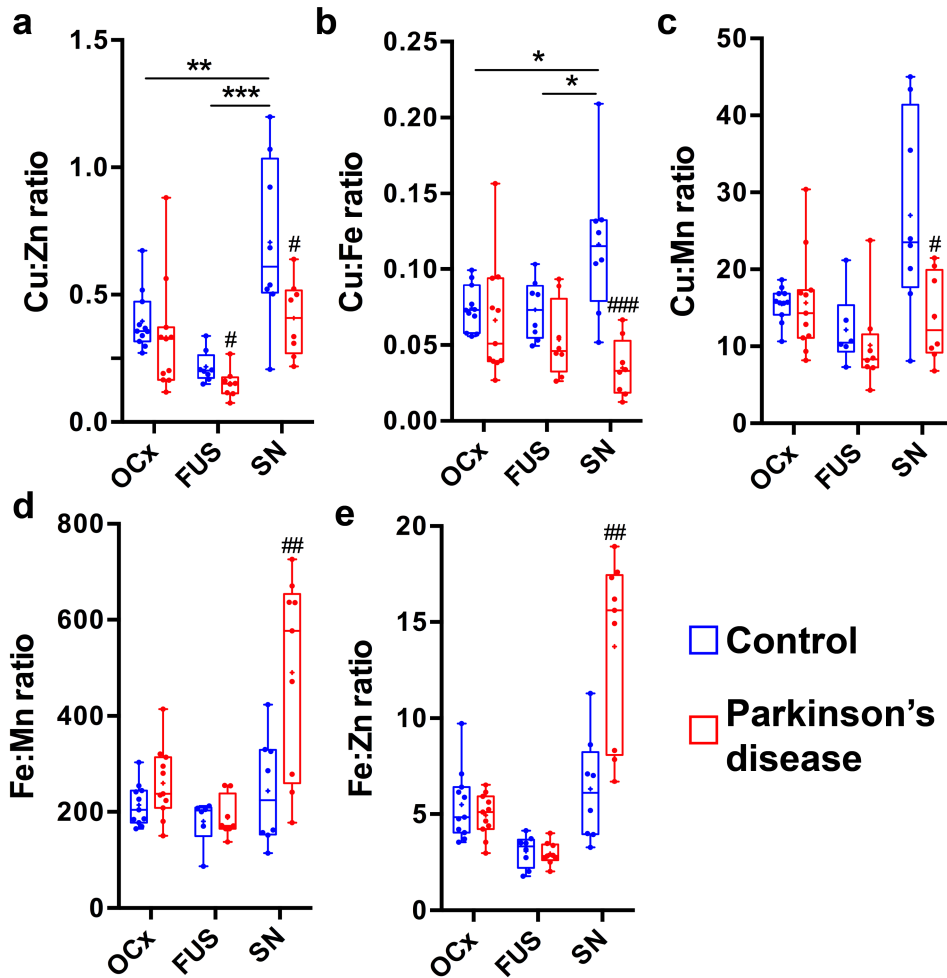 a
Cu:Zn ratio
1.5
1.0
0.5
0.0
**
***
#
#
OCx
FUS
SN
b
Cu:Fe ratio
0.25
0.20
0.15
0.10
0.05
0.00
*
*
###
OCx
FUS
SN
c
Cu:Mn ratio
50
40
30
20
10
0
#
OCx
FUS
SN
d
Fe:Mn ratio
800
600
400
200
0
##
OCx
FUS
SN
e
Fe:Zn ratio
20
15
10
5
0
##
OCx
FUS
SN
Control
Parkinson's
disease